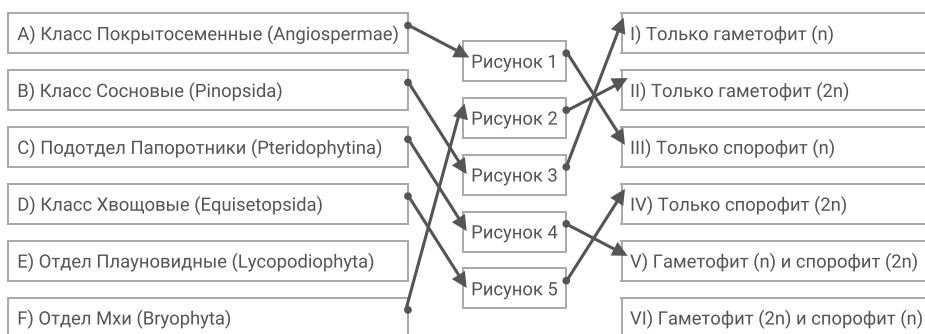 A) Класс Покрытосеменные (Angiospermae)
B) Класс Сосновые (Pinopsida)
C) Подотдел Папоротники (Pteridophytina)
D) Класс Хвощовые (Equisetopsida)
E) Отдел Плауновидные (Lycopodiophyta)
F) Отдел Мхи (Bryophyta)
Рисунок 1
Рисунок 2
Рисунок 3
Рисунок 4
Рисунок 5
I) Только гаметофит (n)
II) Только гаметофит (2n)
III) Только спорофит (n)
IV) Только спорофит (2n)
V) Гаметофит (n) и спорофит (2n)
VI) Гаметофит (2n) и спорофит (n)